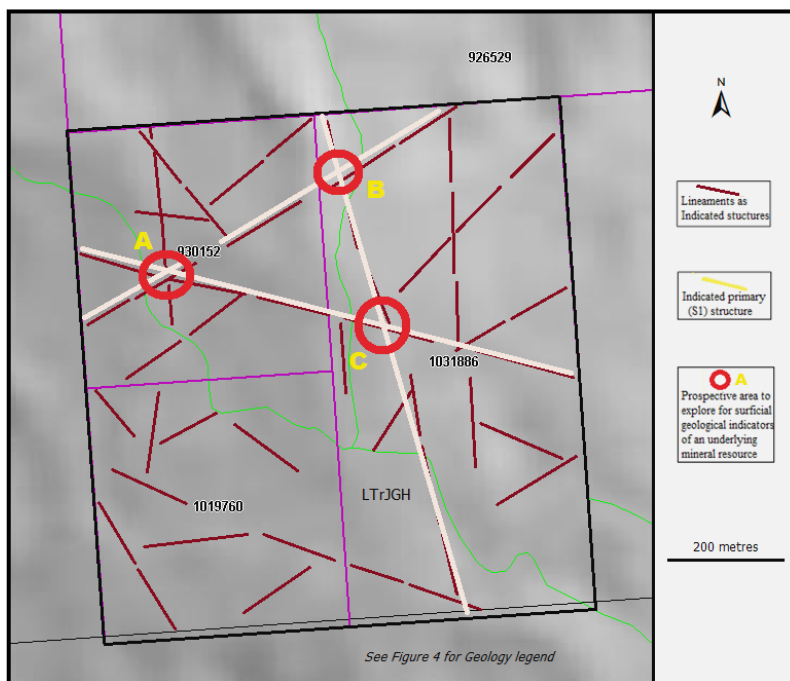 926529
N
B
A
930152
Lineaments as
Indicated stuctures
Indicated primary
(S1) structure
C
1031886
A
Prospective area to
explore for surficial
geological indicators
of an underlying
mineral resource
LTrJGH
1019760
200 metres
See Figure 4 for Geology legend